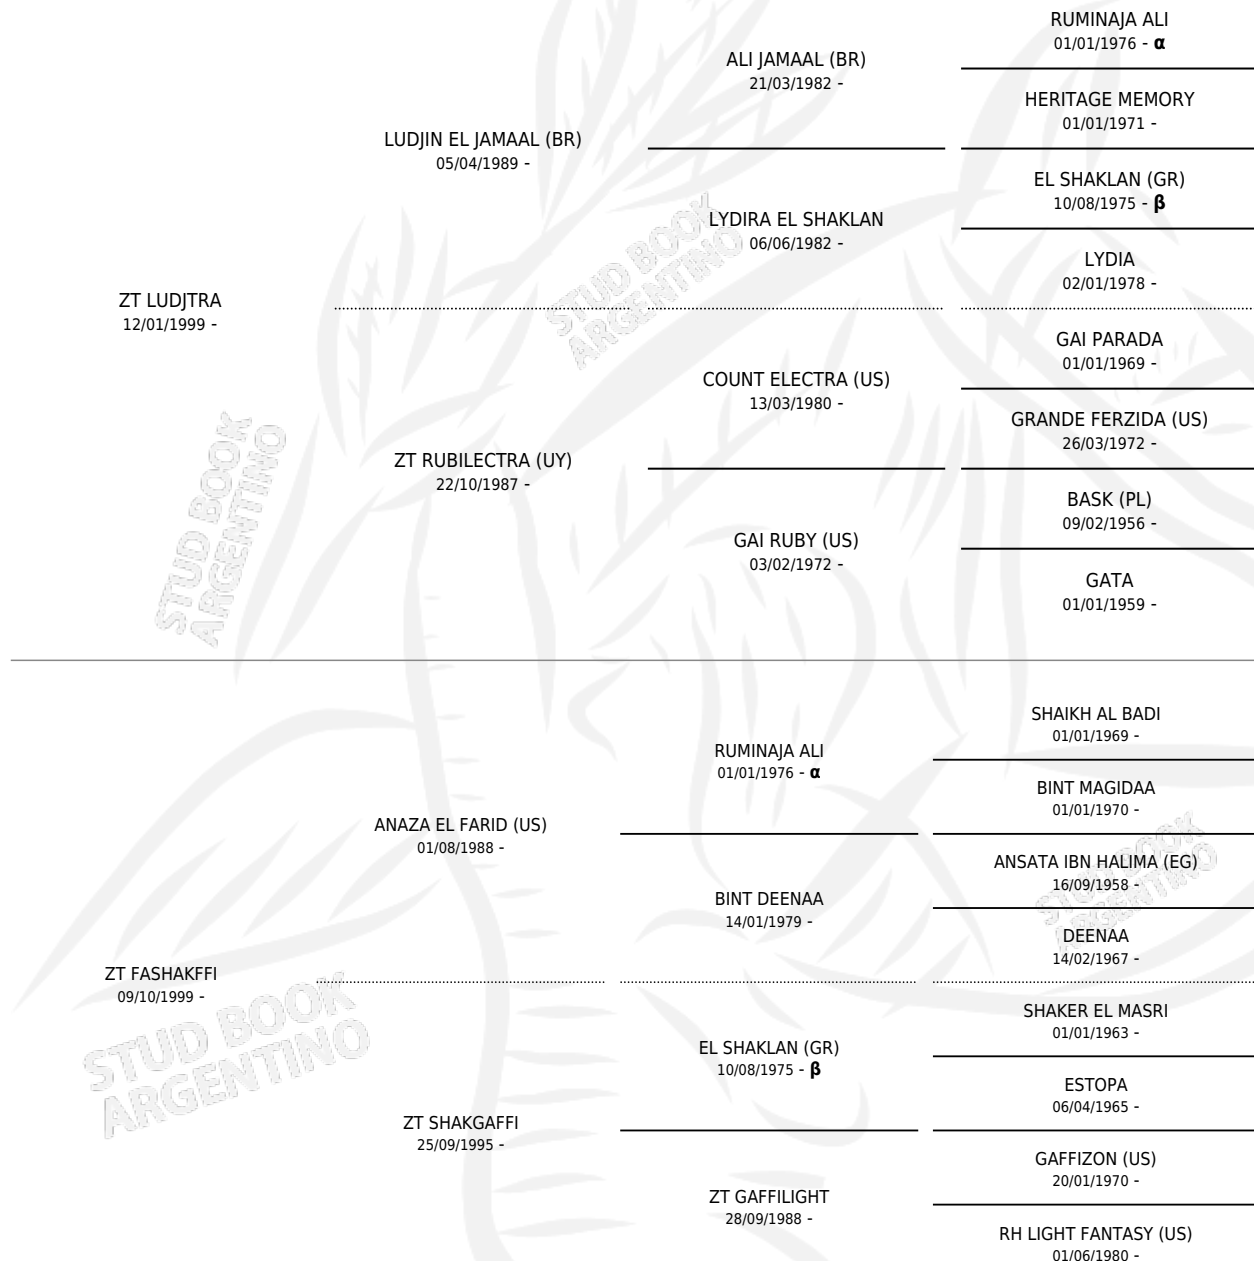 RUMINAJA ALI
01/01/1976 - α
ALI JAMAAL (BR)
21/03/1982 -
HERITAGE MEMORY
01/01/1971 -
LUDJIN EL JAMAAL (BR)
05/04/1989 -
EL SHAKLAN (GR)
10/08/1975 - β
LYDIRA EL SHAKLAN
06/06/1982 -
LYDIA
02/01/1978 -
ZT LUDJTRA
12/01/1999 -
GAI PARADA
01/01/1969 -
COUNT ELECTRA (US)
13/03/1980 -
GRANDE FERZIDA (US)
26/03/1972 -
ZT RUBILECTRA (UY)
22/10/1987 -
BASK (PL)
09/02/1956 -
GAI RUBY (US)
03/02/1972 -
GATA
01/01/1959 -
SHAIKH AL BADI
01/01/1969 -
RUMINAJA ALI
01/01/1976 - α
BINT MAGIDAA
01/01/1970 -
ANAZA EL FARID (US)
01/08/1988 -
ANSATA IBN HALIMA (EG)
16/09/1958 -
BINT DEENAA
14/01/1979 -
DEENAA
14/02/1967 -
ZT FASHAKFFI
09/10/1999 -
SHAKER EL MASRI
01/01/1963 -
EL SHAKLAN (GR)
10/08/1975 - β
ESTOPA
06/04/1965 -
ZT SHAKGAFFI
25/09/1995 -
GAFFIZON (US)
20/01/1970 -
ZT GAFFILIGHT
28/09/1988 -
RH LIGHT FANTASY (US)
01/06/1980 -
STUD BOOK
ARGENTINO
STUD BOOK
ARGENTINO
STUD BOOK
ARGENTINO
STUD BOOK
ARGENTINO